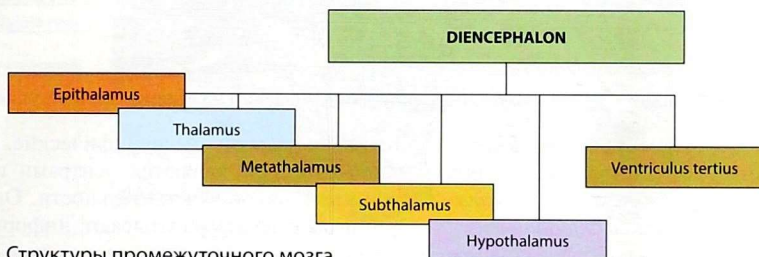 DIENCEPHALON
Epithalamus
Thalamus
Metathalamus
Ventriculus tertius
Subthalamus
Hypothalamus
Структуры промежуточного мозга